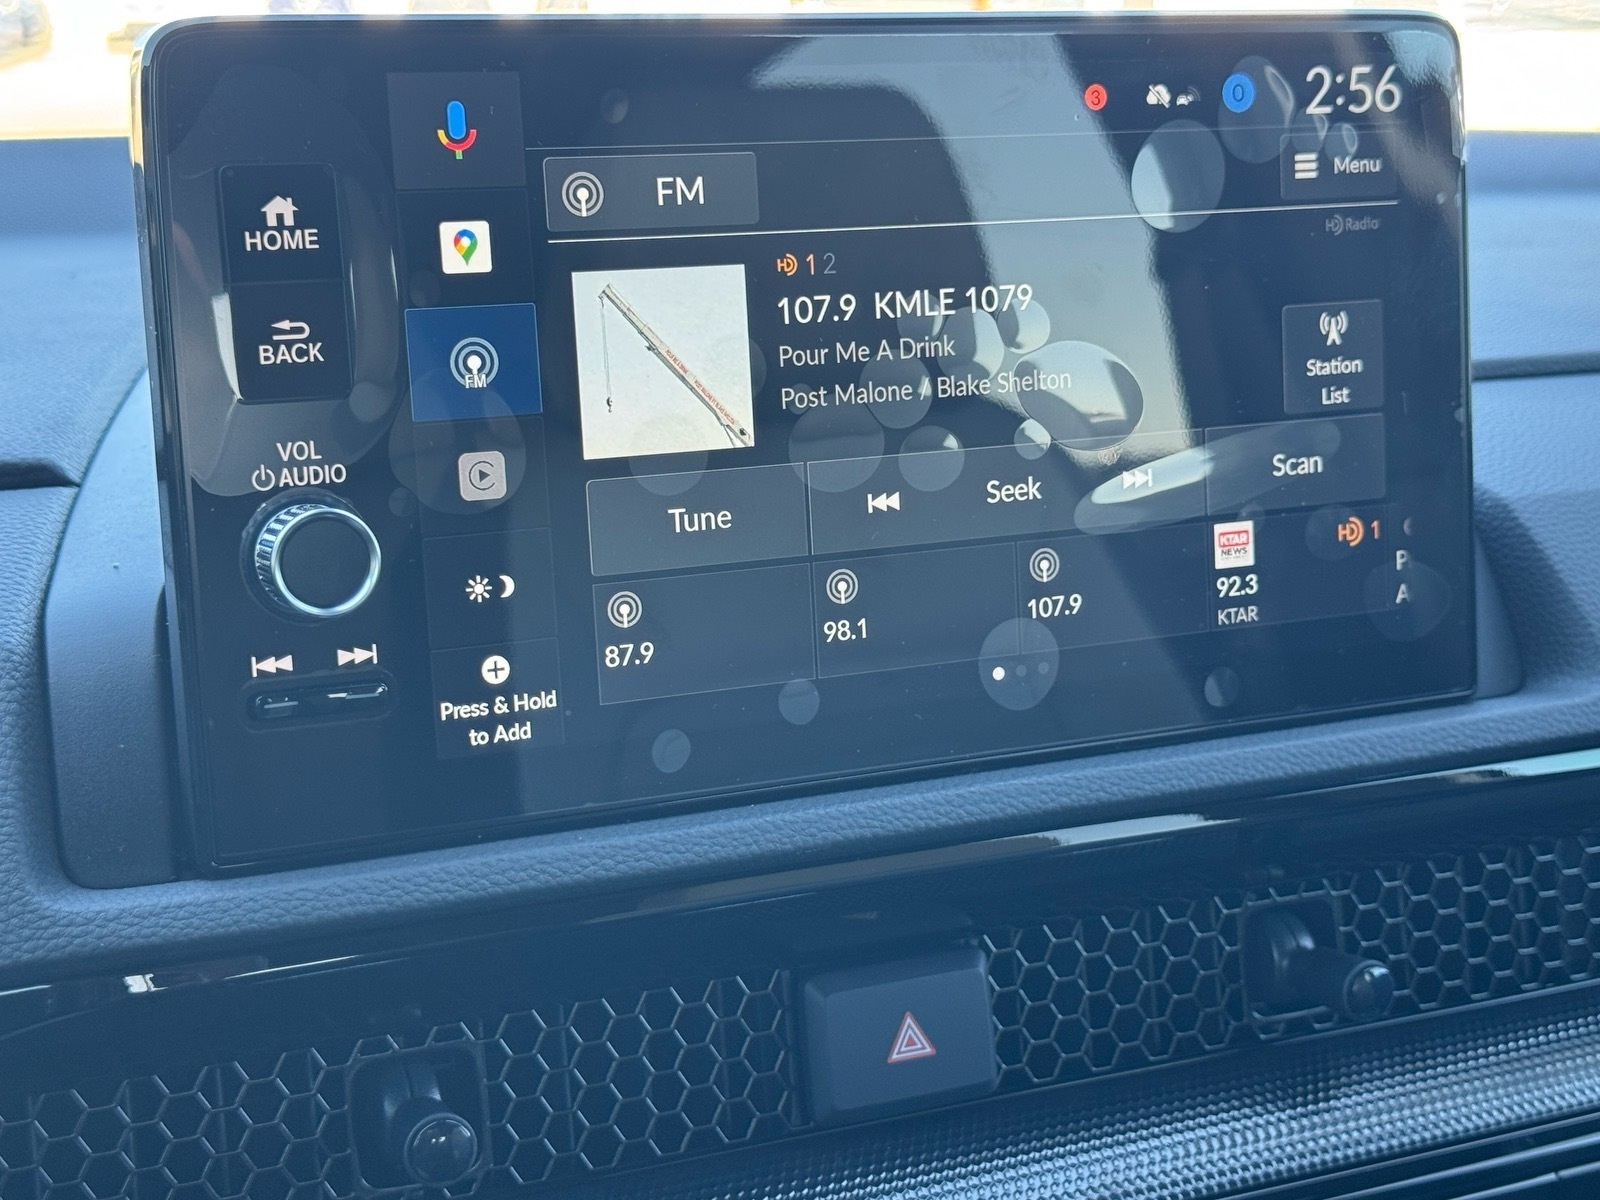 3
0
2:56
FM
Menu
HD Radio
HOME
HD 1 2
107.9 KMLE 1079
Pour Me A Drink
Post Malone / Blake Shelton
BACK
FM
Station
List
VOL
AUDIO
Tune
Seek
Scan
87.9
98.1
107.9
KTAR
NEWS
92.3
KTAR
HD 1
P
A
Press & Hold
to Add